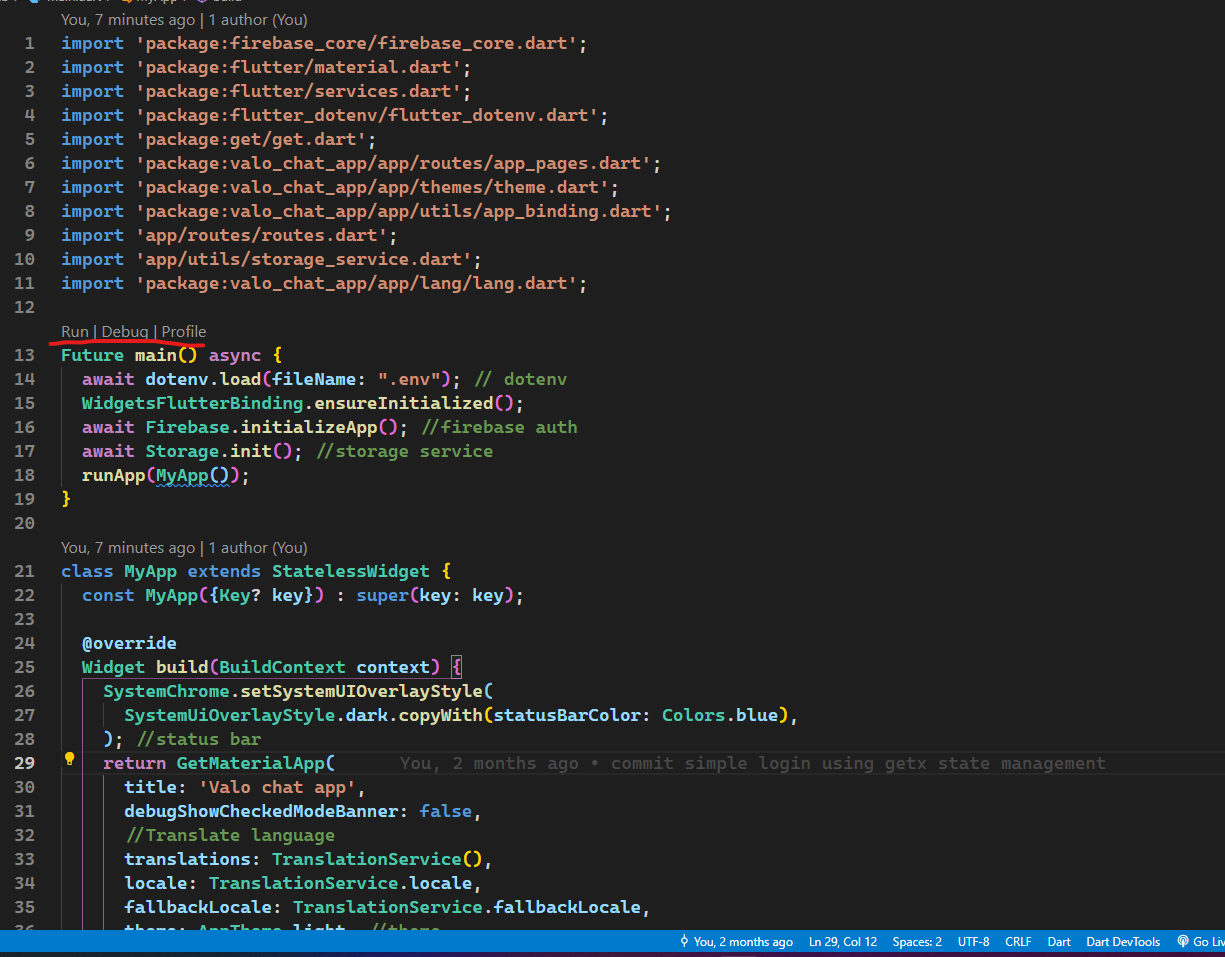 You, 7 minutes ago | 1 author (You)
1 import 'package:firebase_core/firebase_core.dart';
2 import 'package:flutter/material.dart';
3 import 'package:flutter/services.dart';
4 import 'package:flutter_dotenv/flutter_dotenv.dart';
5 import 'package:get/get.dart';
6 import 'package:valo_chat_app/app/routes/app_pages.dart';
7 import 'package:valo_chat_app/app/themes/theme.dart';
8 import 'package:valo_chat_app/app/utils/app_binding.dart';
9 import 'app/routes/routes.dart';
10 import 'app/utils/storage_service.dart';
11 import 'package:valo_chat_app/app/lang/lang.dart';
12
Run | Debug | Profile
13 Future main() async {
14 await dotenv.load(fileName: ".env"); // dotenv
15 WidgetsFlutterBinding.ensureInitialized();
16 await Firebase.initializeApp(); //firebase auth
17 await Storage.init(); //storage service
18 runApp(MyApp());
19 }
20
You, 7 minutes ago | 1 author (You)
21 class MyApp extends StatelessWidget {
22 const MyApp({Key? key}) : super(key: key);
23
24 @override
25 Widget build(BuildContext context) {
26 SystemChrome.setSystemUIOverlayStyle(
27 SystemUiOverlayStyle.dark.copyWith(statusBarColor: Colors.blue),
28 ); //status bar
29 return GetMaterialApp( You, 2 months ago • commit simple login using getx state management
30 title: 'Valo chat app',
31 debugShowCheckedModeBanner: false,
32 //Translate language
33 translations: TranslationService(),
34 locale: TranslationService.locale,
35 fallbackLocale: TranslationService.fallbackLocale,
36 theme: AppTheme.light, //theme
You, 2 months ago Ln 29, Col 12 Spaces: 2 UTF-8 CRLF Dart Dart DevTools Go Liv